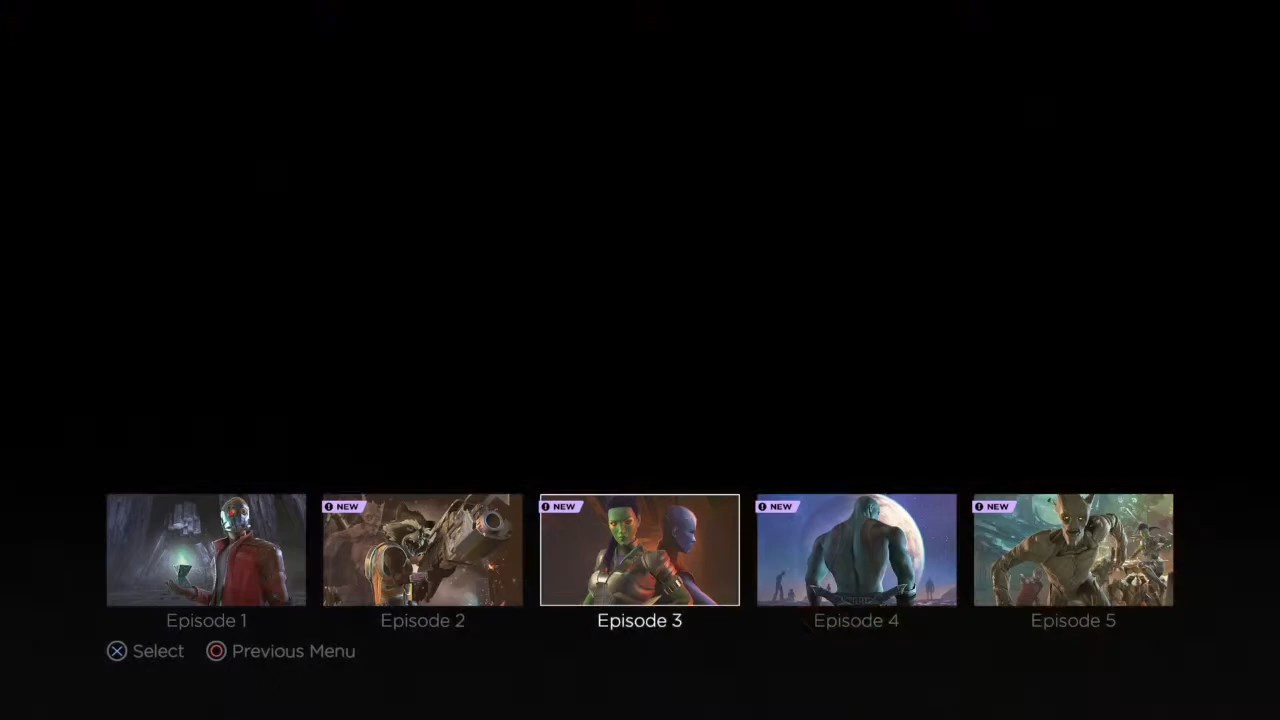 NEW
NEW
NEW
NEW
Episode 1
Episode 2
Episode 3
Episode 4
Episode 5
Select
Previous Menu